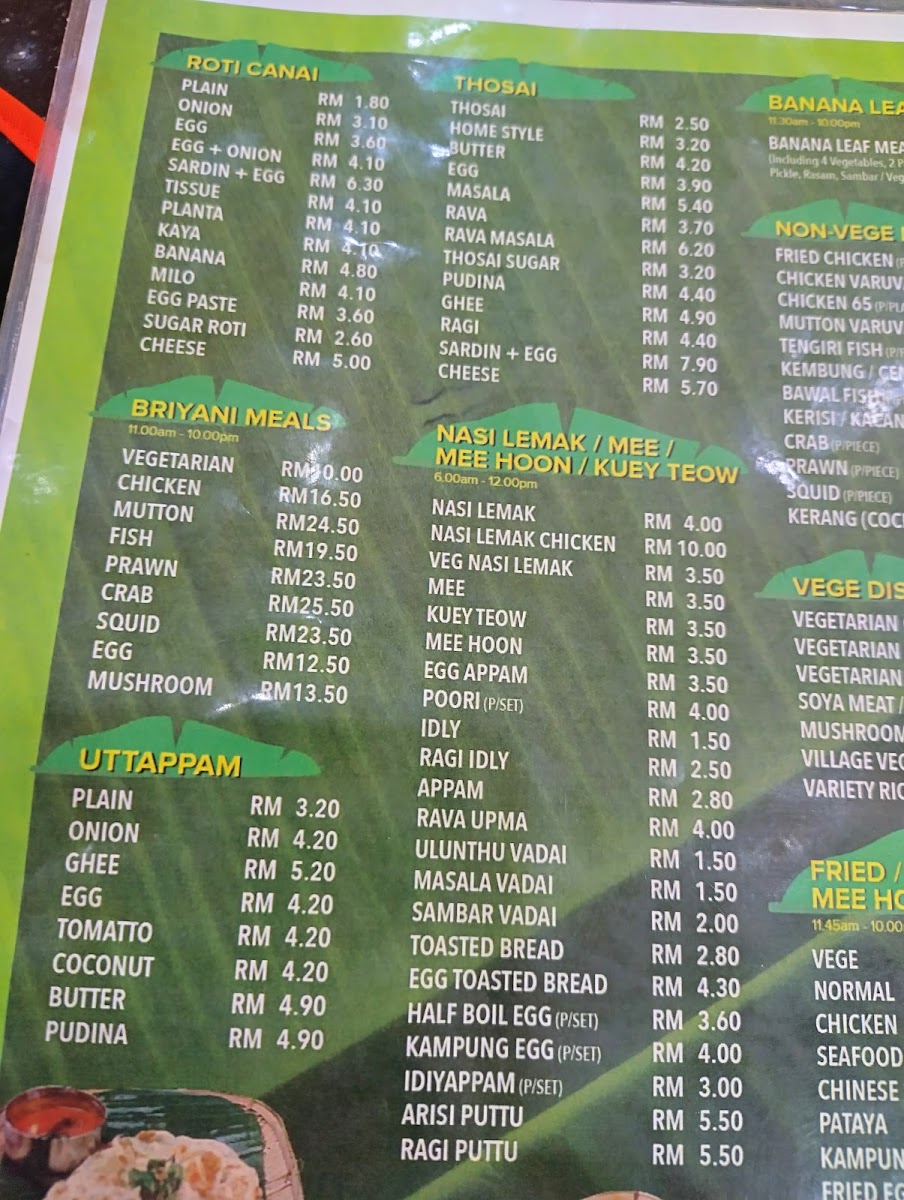 ROTI CANAI
PLAIN RM 1.80
ONION RM 3.10
EGG RM 3.60
EGG + ONION RM 4.10
SARDIN + EGG RM 6.30
TISSUE RM 4.10
PLANTA RM 4.10
KAYA RM 4.10
BANANA RM 4.80
MILO RM 4.10
EGG PASTE RM 3.60
SUGAR ROTI RM 2.60
CHEESE RM 5.00
BRIYANI MEALS
11.00am - 10.00pm
VEGETARIAN RM10.00
CHICKEN RM16.50
MUTTON RM24.50
FISH RM19.50
PRAWN RM23.50
CRAB RM25.50
SQUID RM23.50
EGG RM12.50
MUSHROOM RM13.50
UTTAPPAM
PLAIN RM 3.20
ONION RM 4.20
GHEE RM 5.20
EGG RM 4.20
TOMATTO RM 4.20
COCONUT RM 4.20
BUTTER RM 4.90
PUDINA RM 4.90
THOSAI
THOSAI RM 2.50
HOME STYLE RM 3.20
BUTTER RM 4.20
EGG RM 3.90
MASALA RM 5.40
RAVA RM 3.70
RAVA MASALA RM 6.20
THOSAI SUGAR RM 3.20
PUDINA RM 4.40
GHEE RM 4.90
RAGI RM 4.40
SARDIN + EGG RM 7.90
CHEESE RM 5.70
NASI LEMAK / MEE /
MEE HOON / KUEY TEOW
6.00am - 12.00pm
NASI LEMAK RM 4.00
NASI LEMAK CHICKEN RM 10.00
VEG NASI LEMAK RM 3.50
MEE RM 3.50
KUEY TEOW RM 3.50
MEE HOON RM 3.50
EGG APPAM RM 3.50
POORI (P/SET) RM 4.00
IDLY RM 1.50
RAGI IDLY RM 2.50
APPAM RM 2.80
RAVA UPMA RM 4.00
ULUNTHU VADAI RM 1.50
MASALA VADAI RM 1.50
SAMBAR VADAI RM 2.00
TOASTED BREAD RM 2.80
EGG TOASTED BREAD RM 4.30
HALF BOIL EGG (P/SET) RM 3.60
KAMPUNG EGG (P/SET) RM 4.00
IDIYAPPAM (P/SET) RM 3.00
ARISI PUTTU RM 5.50
RAGI PUTTU RM 5.50
BANANA LEA
11.30am - 10:00pm
BANANA LEAF MEA
(Including 4 Vegetables, 2 P
Pickle, Rasam, Sambar / Veg
NON-VEGE
FRIED CHICKEN (P
CHICKEN VARUV
CHICKEN 65 (P/PLA
MUTTON VARUV
TENGIRI FISH (P/P
KEMBUNG / CEN
BAWAL FISH
KERISI / KACAN
CRAB (P/PIECE)
PRAWN (P/PIECE)
SQUID (P/PIECE)
KERANG (COC
VEGE DIS
VEGETARIAN
VEGETARIAN
VEGETARIAN
SOYA MEAT /
MUSHROOM
VILLAGE VEG
VARIETY RIC
FRIED /
MEE HO
11.45am - 10.00
VEGE
NORMAL
CHICKEN
SEAFOOD
CHINESE
PATAYA
KAMPUN
FRIED EG